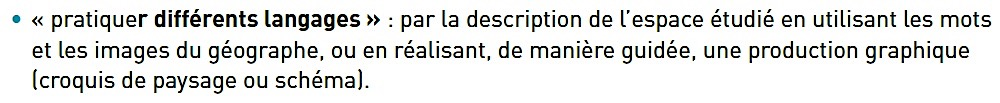 • « pratiquer différents langages » : par la description de l’espace étudié en utilisant les mots
et les images du géographe, ou en réalisant, de manière guidée, une production graphique
(croquis de paysage ou schéma).